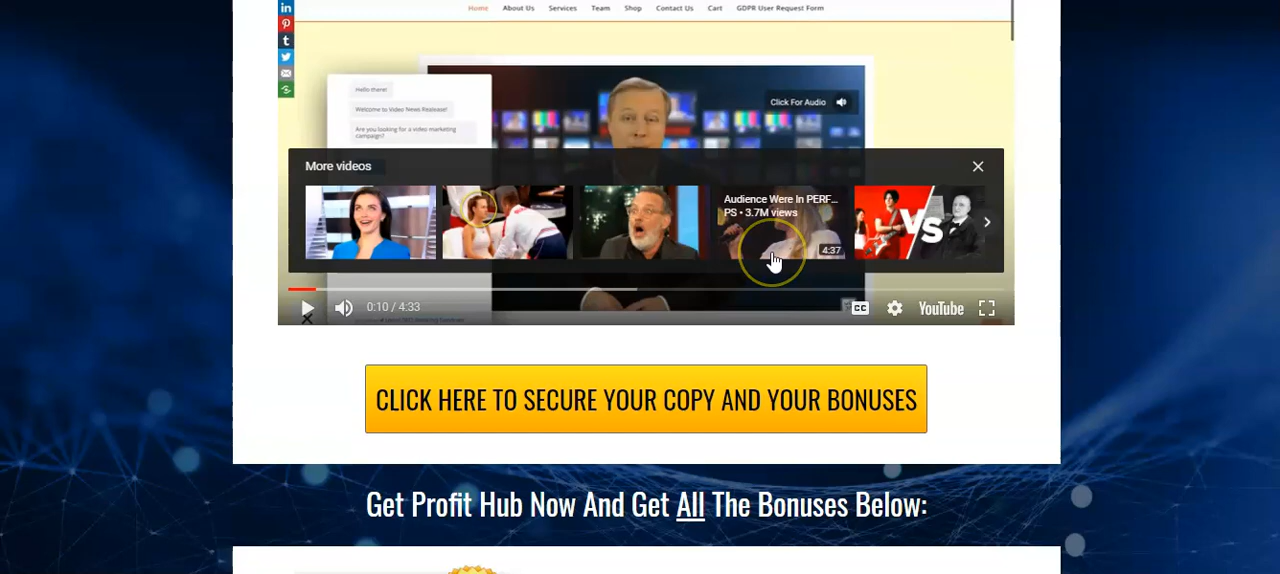 Home About Us Services Team Shop Contact Us Cart GDPR User Request Form
Hello there!
Welcome to Video News Realease!
Are you looking for a video marketing
campaign?
Click For Audio
More videos
Audience Were In PERF...
PS • 3.7M views
4:37
VS
0:10 / 4:33
CC
YouTube
CLICK HERE TO SECURE YOUR COPY AND YOUR BONUSES
Get Profit Hub Now And Get All The Bonuses Below: